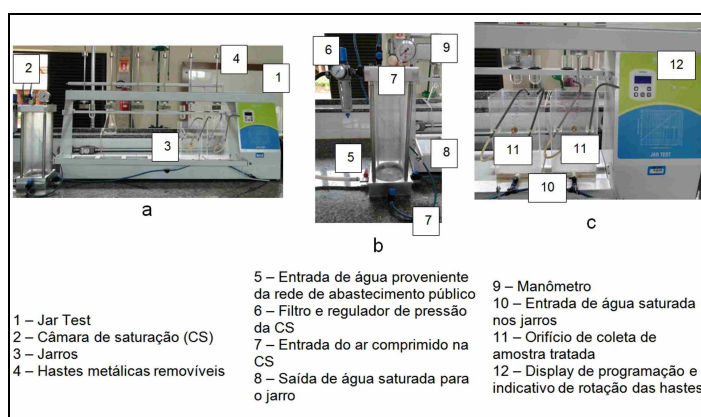 2
4
1
3
a
6
9
7
5
8
7
b
12
JAR TEST
11
11
10
c
1 – Jar Test
2 – Câmara de saturação (CS)
3 – Jarros
4 – Hastes metálicas removíveis
5 – Entrada de água proveniente
da rede de abastecimento público
6 – Filtro e regulador de pressão
da CS
7 – Entrada do ar comprimido na
CS
8 – Saída de água saturada para
o jarro
9 – Manômetro
10 – Entrada de água saturada
nos jarros
11 – Orifício de coleta de
amostra tratada
12 – Display de programação e
indicativo de rotação das hastes